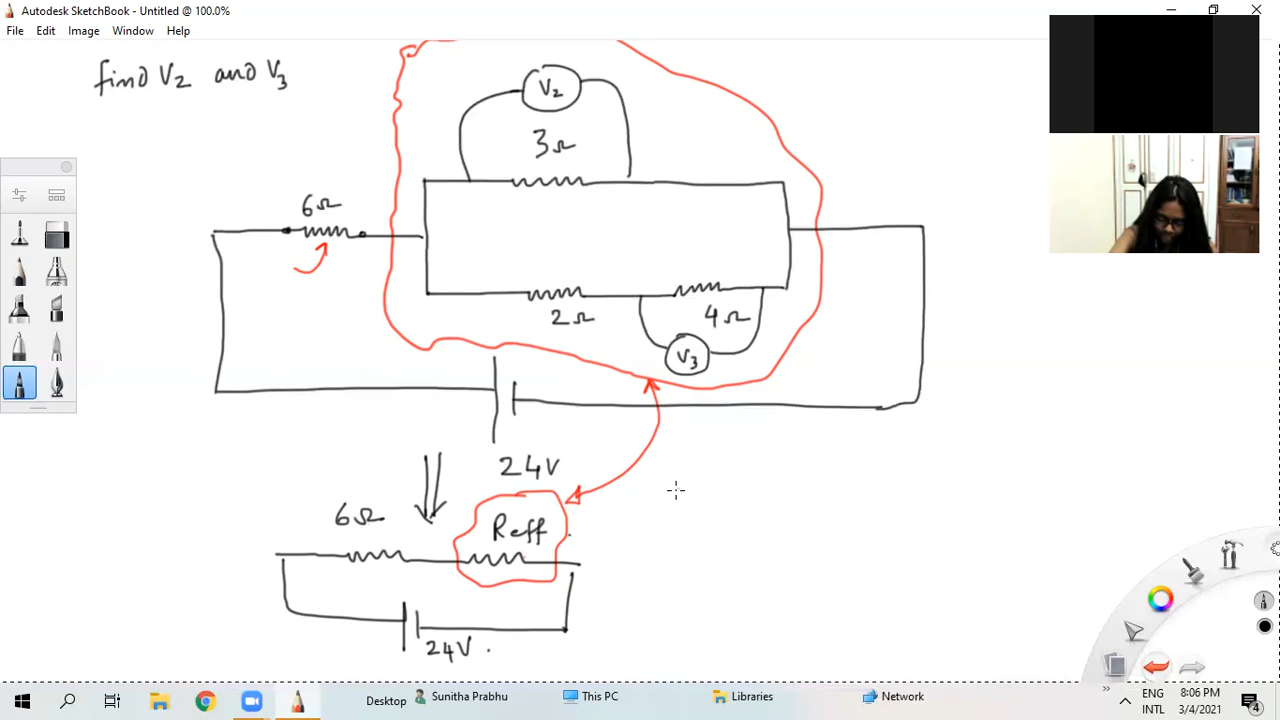 Autodesk SketchBook - Untitled @ 100.0%
File Edit Image Window Help
find V2 and V3
V2
3Ω
6Ω
2Ω
4Ω
V3
24V
6Ω
Reff
24V.
Desktop
Sunitha Prabhu
This PC
Libraries
Network
ENG
INTL
8:06 PM
3/4/2021
4